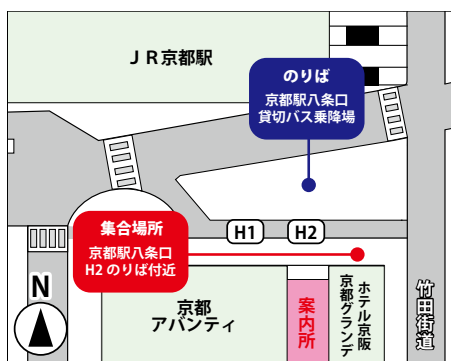 JR京都駅
のりば
京都駅八条口
貸切バス乗降場
H1
H2
集合場所
京都駅八条口
H2 のりば付近
N
京都
アバンティ
案内所
ホテル京阪
京都グランデ
竹田街道